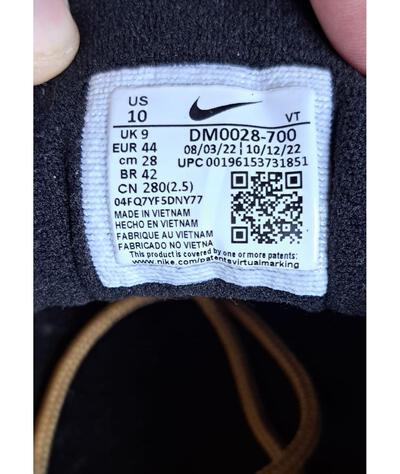 US
10
VT
UK 9
DM0028-700
EUR 44
08/03/22 | 10/12/22
cm 28
UPC 00196153731851
BR 42
CN 280(2.5)
04FQ7YF5DNY77
MADE IN VIETNAM
HECHO EN VIETNAM
FABRIQUE AU VIETNAM
FABRICADO NO VIETNA
This product is covered by one or more patents:
www.nike.com/patentsvirtualmarking